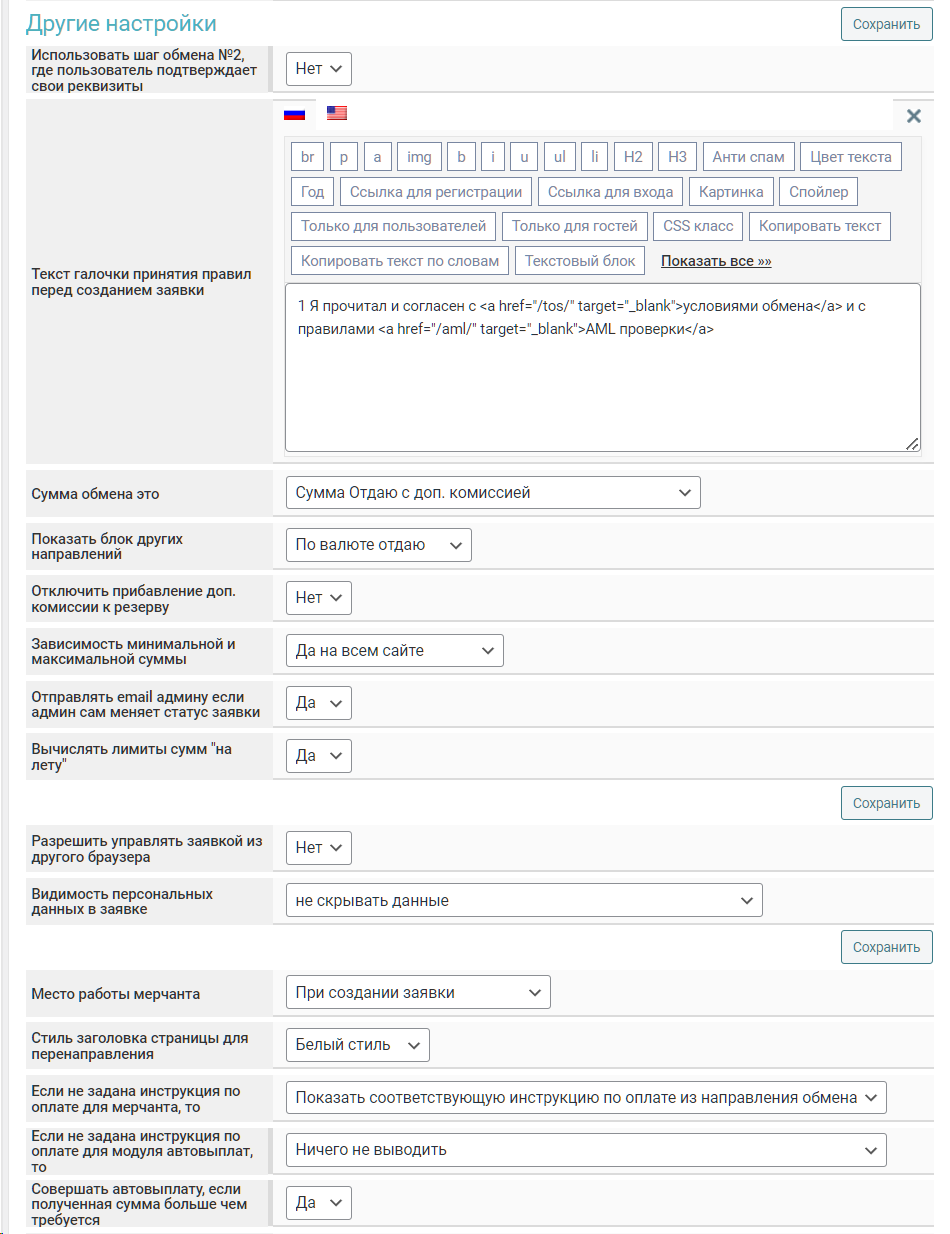 Другие настройки
Сохранить
Использовать шаг обмена №2,
где пользователь подтверждает
свои реквизиты
Нет
Текст галочки принятия правил
перед созданием заявки
br p a img b i u ul li H2 H3 Анти спам Цвет текста
Год Ссылка для регистрации Ссылка для входа Картинка Спойлер
Только для пользователей Только для гостей CSS класс Копировать текст
Копировать текст по словам Текстовый блок Показать все »»
1 Я прочитал и согласен с <a href="/tos/" target="_blank">условиями обмена</a> и с
правилами <a href="/aml/" target="_blank">AML проверки</a>
Сумма обмена это
Сумма Отдаю с доп. комиссией
Показать блок других
направлений
По валюте отдаю
Отключить прибавление доп.
комиссии к резерву
Нет
Зависимость минимальной и
максимальной суммы
Да на всем сайте
Отправлять email админу если
админ сам меняет статус заявки
Да
Вычислять лимиты сумм "на
лету"
Да
Сохранить
Разрешить управлять заявкой из
другого браузера
Нет
Видимость персональных
данных в заявке
не скрывать данные
Сохранить
Место работы мерчанта
При создании заявки
Стиль заголовка страницы для
перенаправления
Белый стиль
Если не задана инструкция по
оплате для мерчанта, то
Показать соответствующую инструкцию по оплате из направления обмена
Если не задана инструкция по
оплате для модуля автовыплат,
то
Ничего не выводить
Совершать автовыплату, если
полученная сумма больше чем
требуется
Да